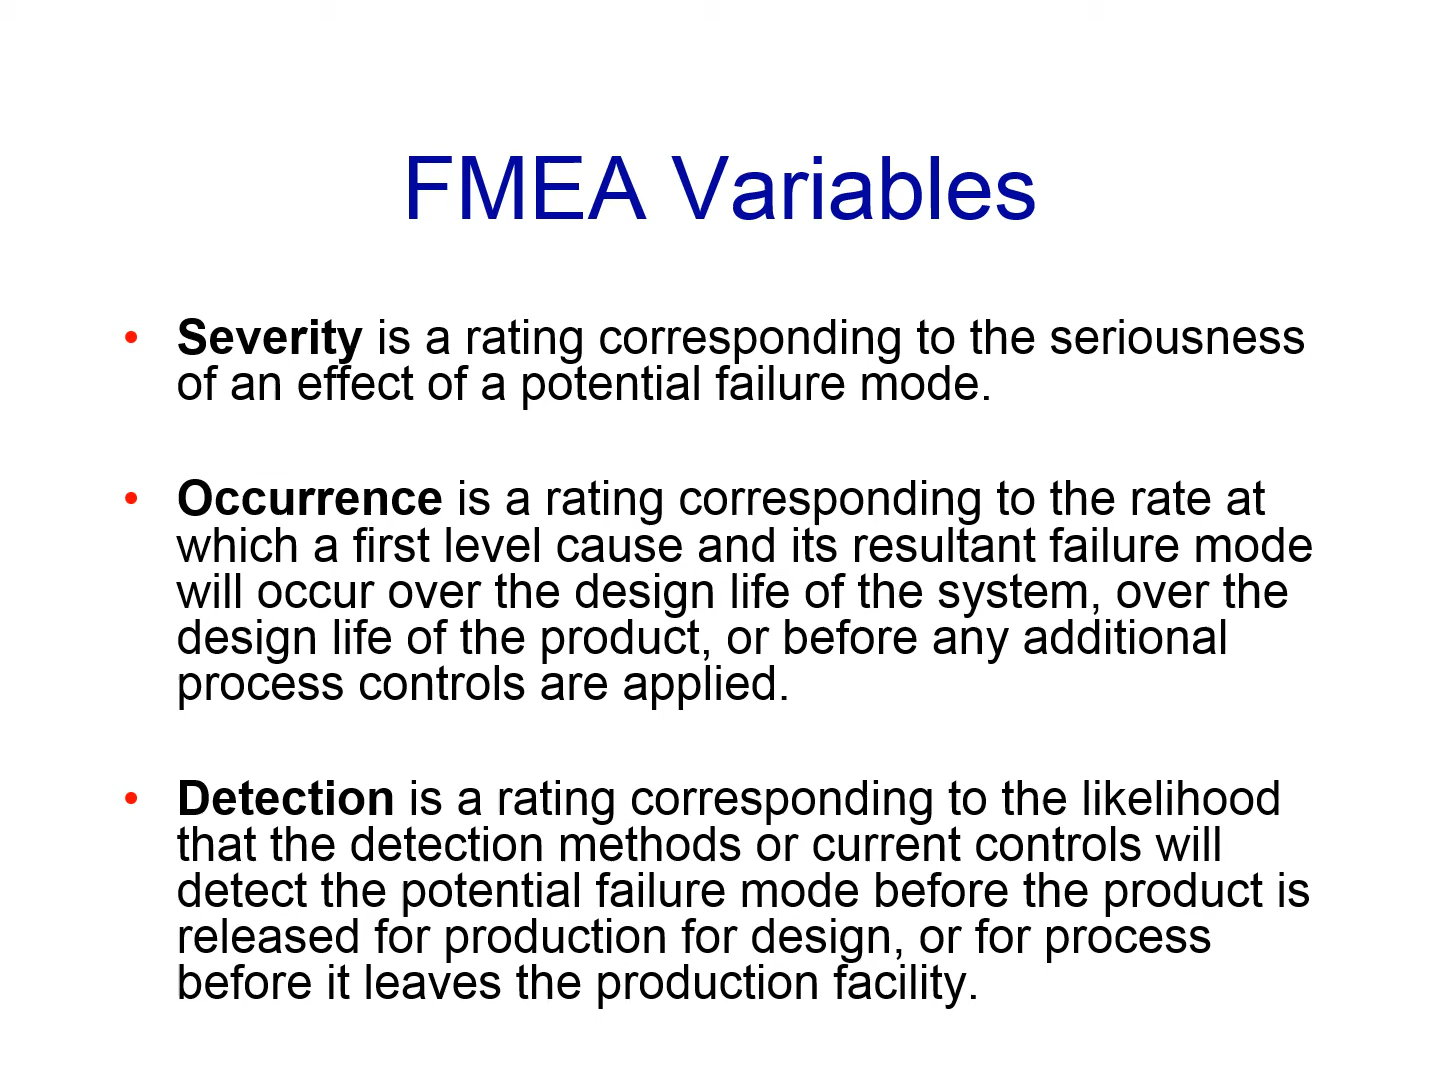 FMEA Variables
• Severity is a rating corresponding to the seriousness
of an effect of a potential failure mode.
• Occurrence is a rating corresponding to the rate at
which a first level cause and its resultant failure mode
will occur over the design life of the system, over the
design life of the product, or before any additional
process controls are applied.
• Detection is a rating corresponding to the likelihood
that the detection methods or current controls will
detect the potential failure mode before the product is
released for production for design, or for process
before it leaves the production facility.